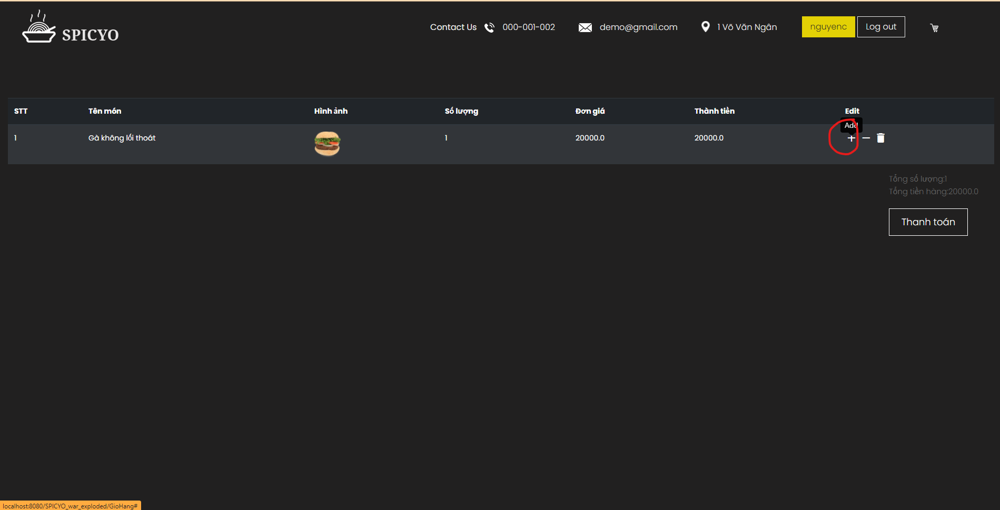 SPICYO
Contact Us 000-001-002 demo@gmail.com 1 Võ Văn Ngân nguyenc Log out
STT Tên món Hình ảnh Số lượng Đơn giá Thành tiền Edit
Add
1 Gà không lối thoát 1 20000.0 20000.0
Tổng số lượng:1
Tổng tiền hàng:20000.0
Thanh toán
localhost:8080/SPICYO_war_exploded/GioHang#